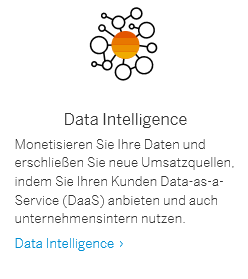 Data Intelligence
Monetisieren Sie Ihre Daten und
erschließen Sie neue Umsatzquellen,
indem Sie Ihren Kunden Data-as-a-
Service (DaaS) anbieten und auch
unternehmensintern nutzen.
Data Intelligence ›